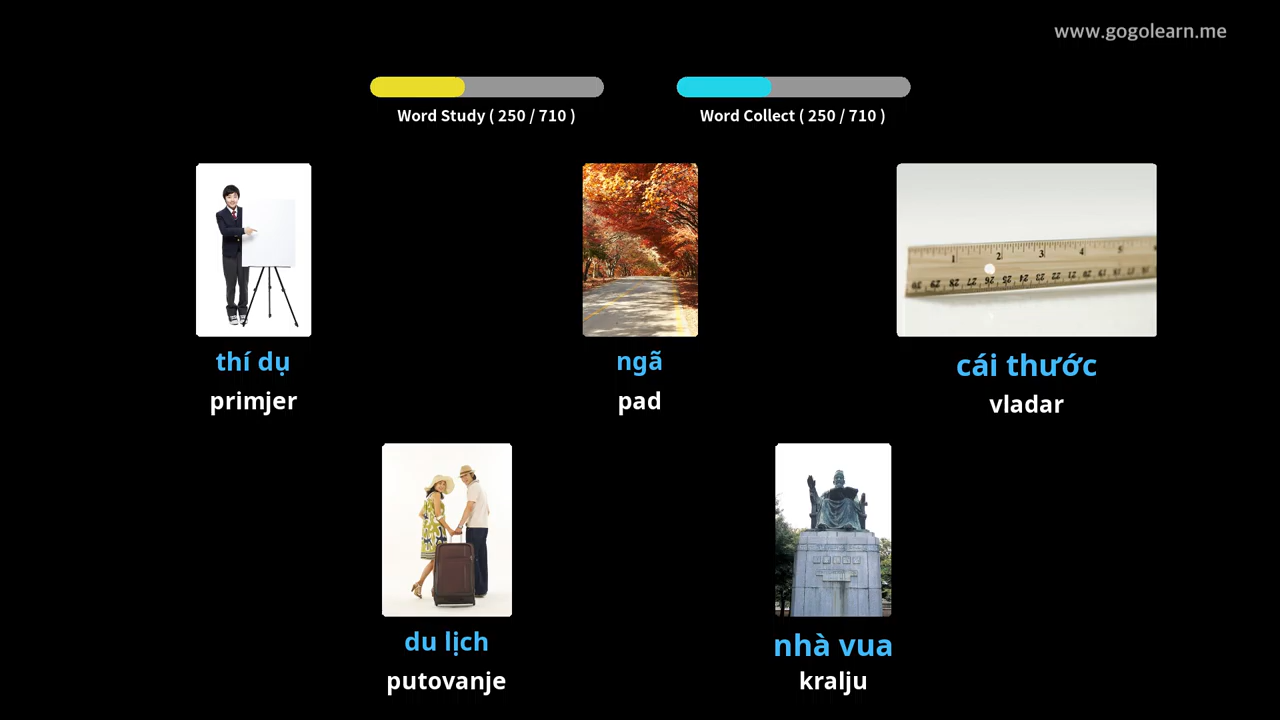 www.gogolearn.me
Word Study ( 250 / 710 )
Word Collect ( 250 / 710 )
thí dụ
primjer
ngã
pad
cái thước
vladar
du lịch
putovanje
nhà vua
kralju